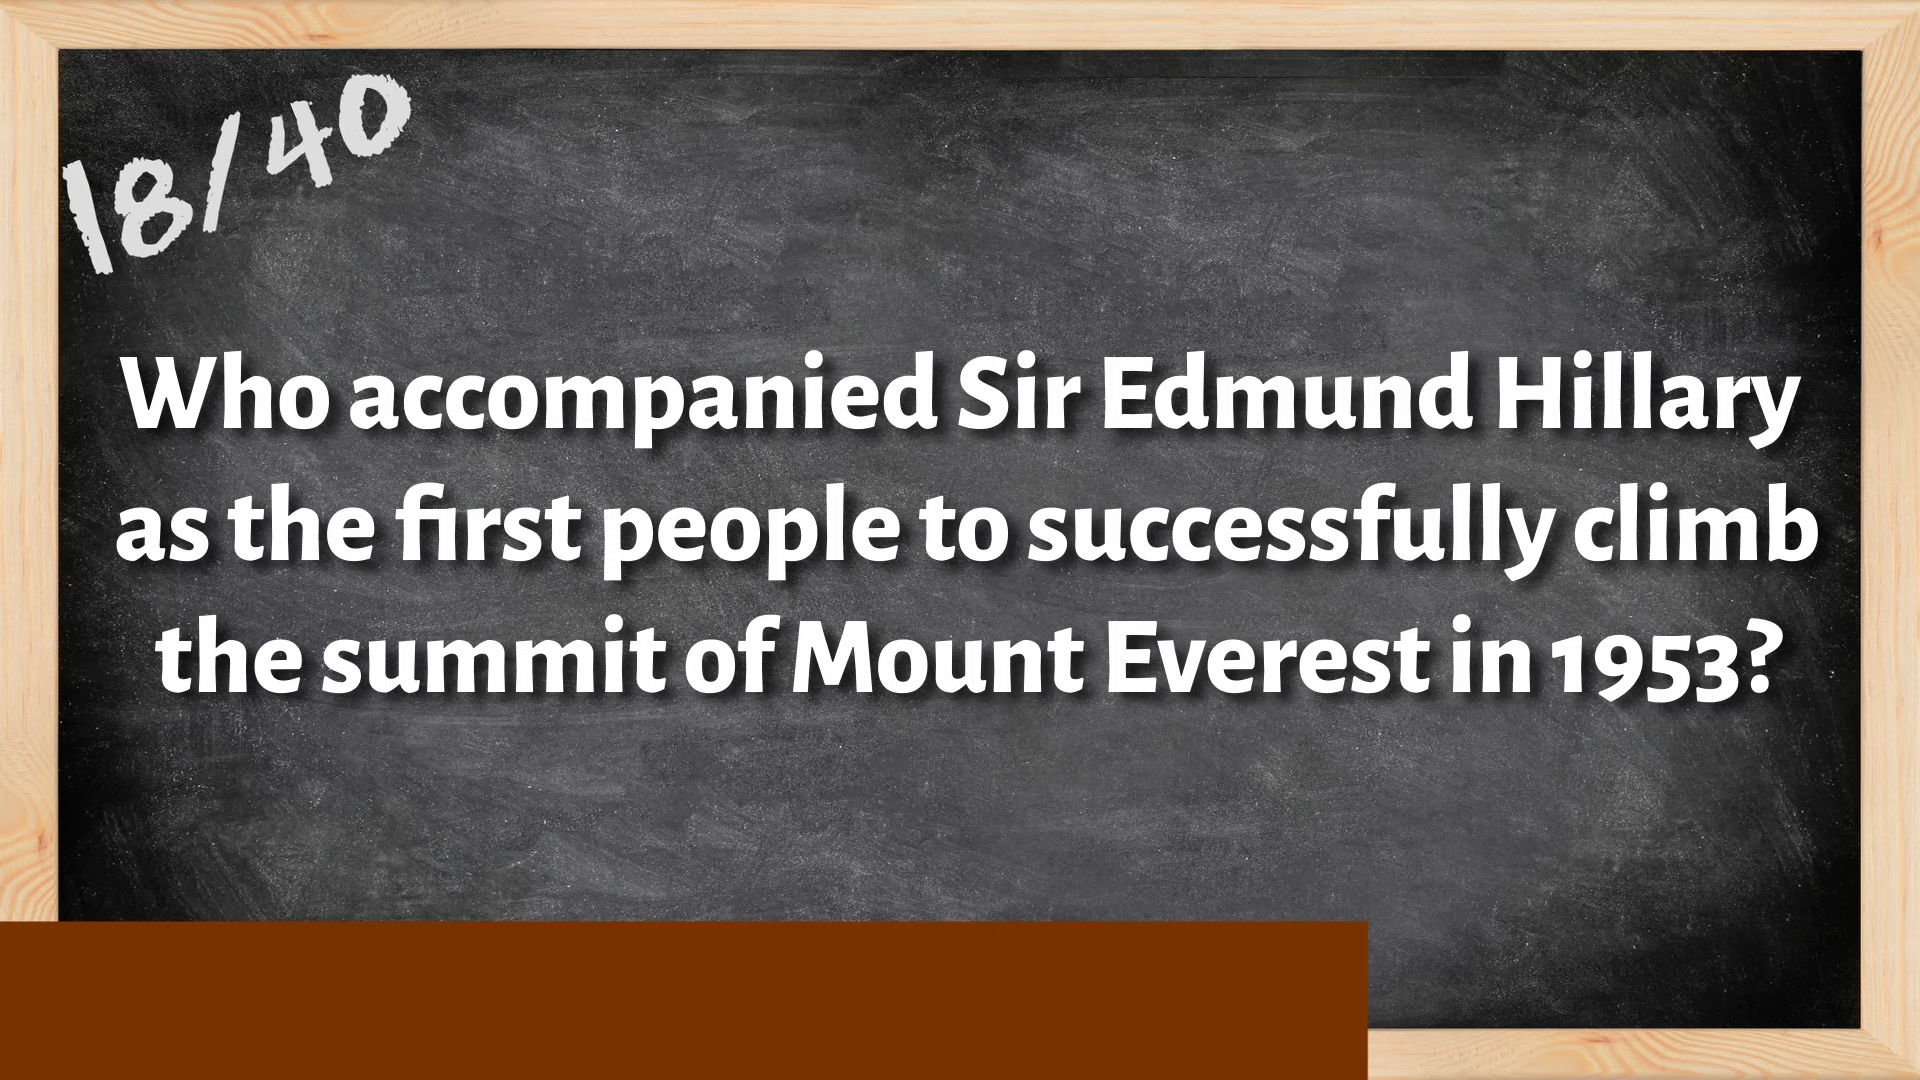 18/40
Who accompanied Sir Edmund Hillary
as the first people to successfully climb
the summit of Mount Everest in 1953?